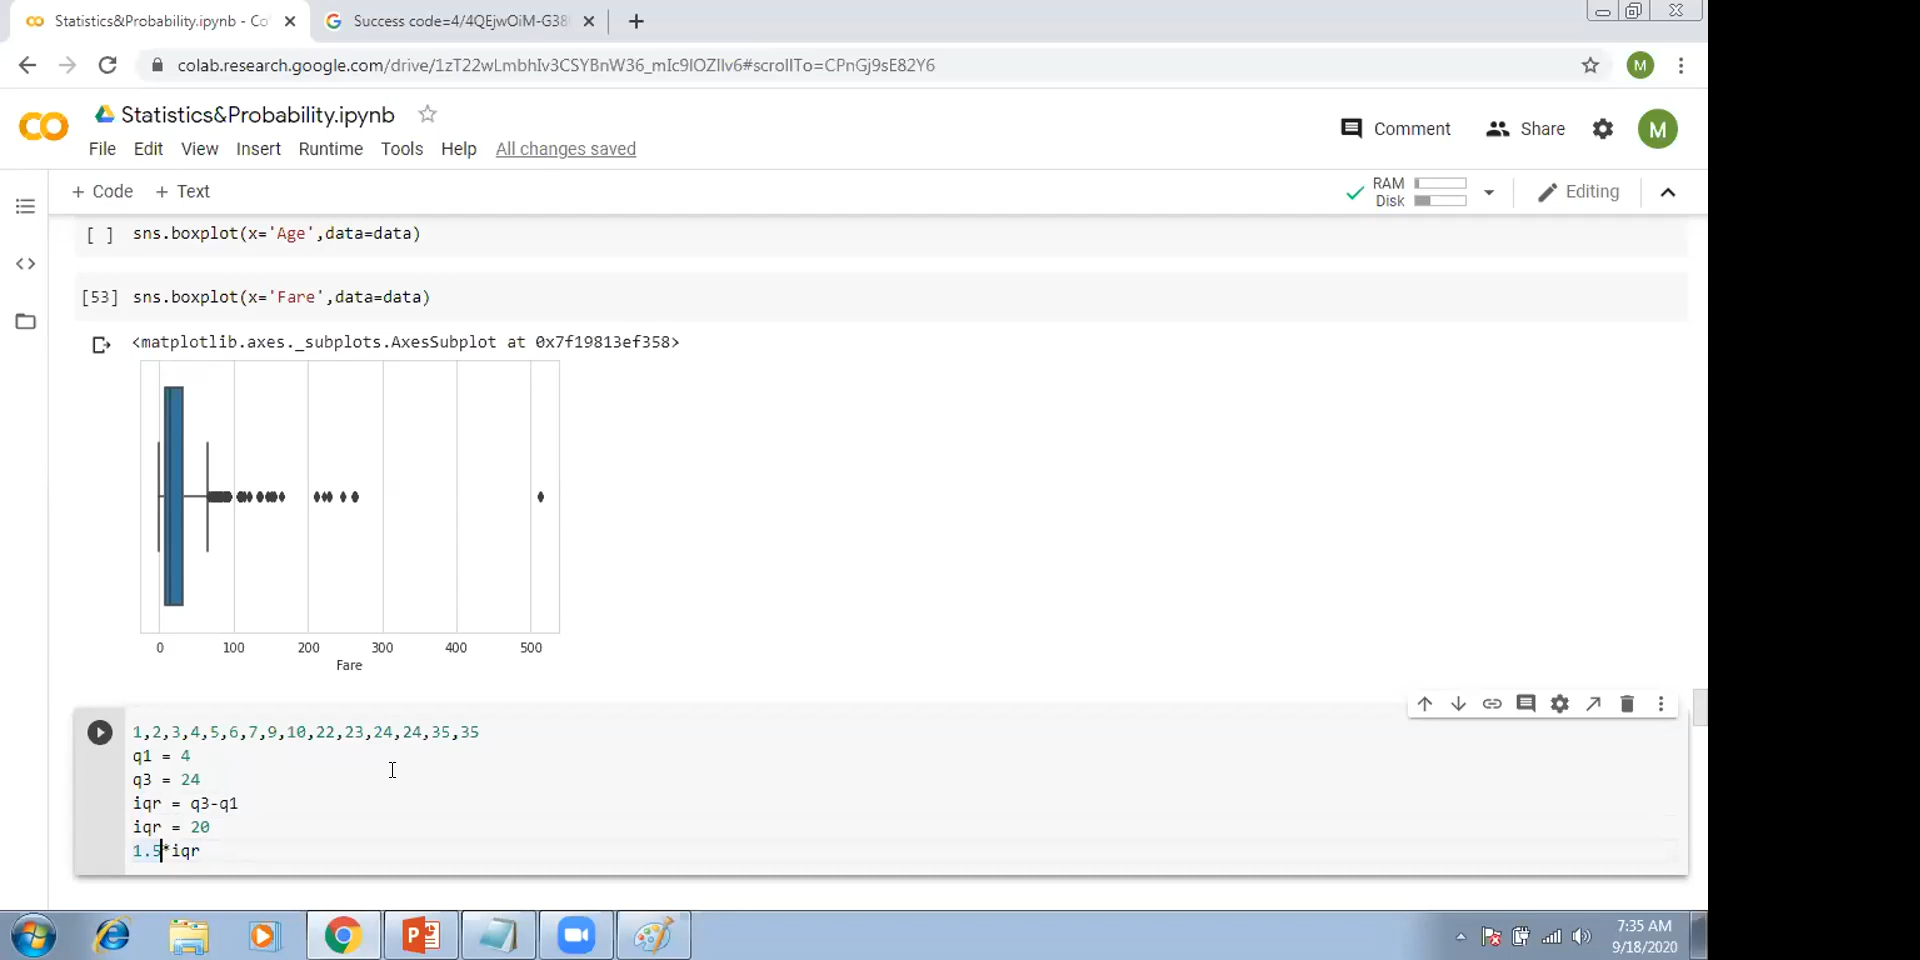 Statistics&Probability.ipynb - Co
Success code=4/4QEjwOiM-G38
colab.research.google.com/drive/1zT22wLmbhIv3CSYBnW36_mIc9lOZlIv6#scrollTo=CPnGj9sE82Y6
M
CO
Statistics&Probability.ipynb
Comment
Share
M
File Edit View Insert Runtime Tools Help All changes saved
+ Code + Text
RAM
Disk
Editing
[ ] sns.boxplot(x='Age',data=data)
[53] sns.boxplot(x='Fare',data=data)
<matplotlib.axes._subplots.AxesSubplot at 0x7f19813ef358>
0 100 200 300 400 500
Fare
1,2,3,4,5,6,7,9,10,22,23,24,24,35,35
q1 = 4
q3 = 24
iqr = q3-q1
iqr = 20
1.5*iqr
7:35 AM
9/18/2020